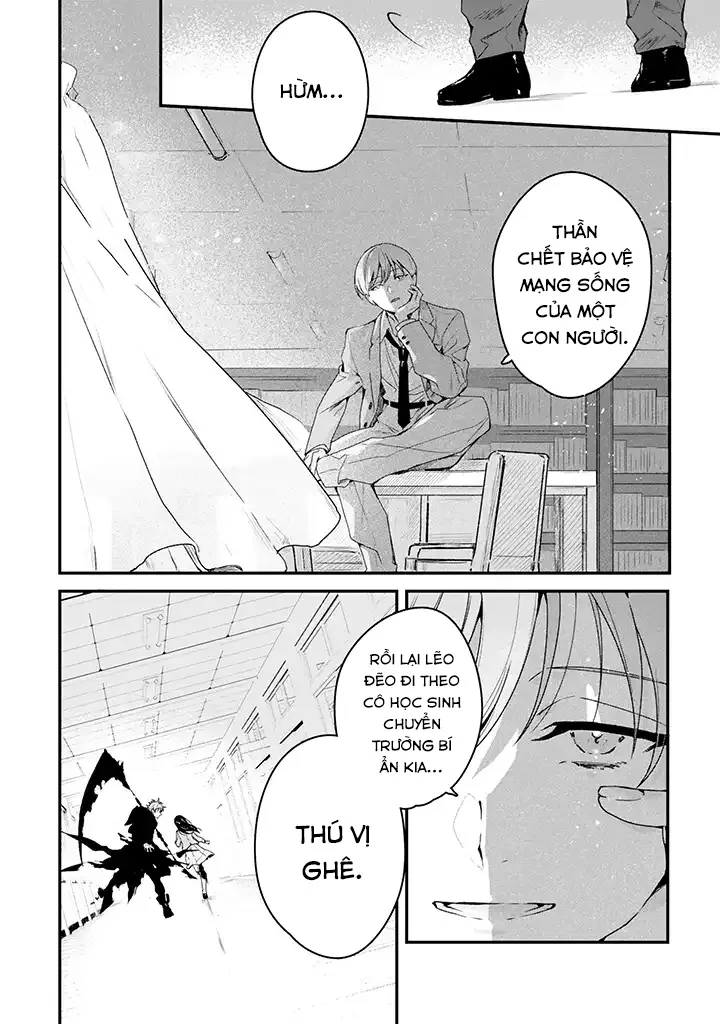 HỪM...
THẦN
CHẾT BẢO VỆ
MẠNG SỐNG
CỦA MỘT
CON NGƯỜI.
RỒI LẠI LẼO
ĐẼO ĐI THEO
CÔ HỌC SINH
CHUYỂN
TRƯỜNG BÍ
ẨN KIA...
THÚ VỊ
GHÊ.